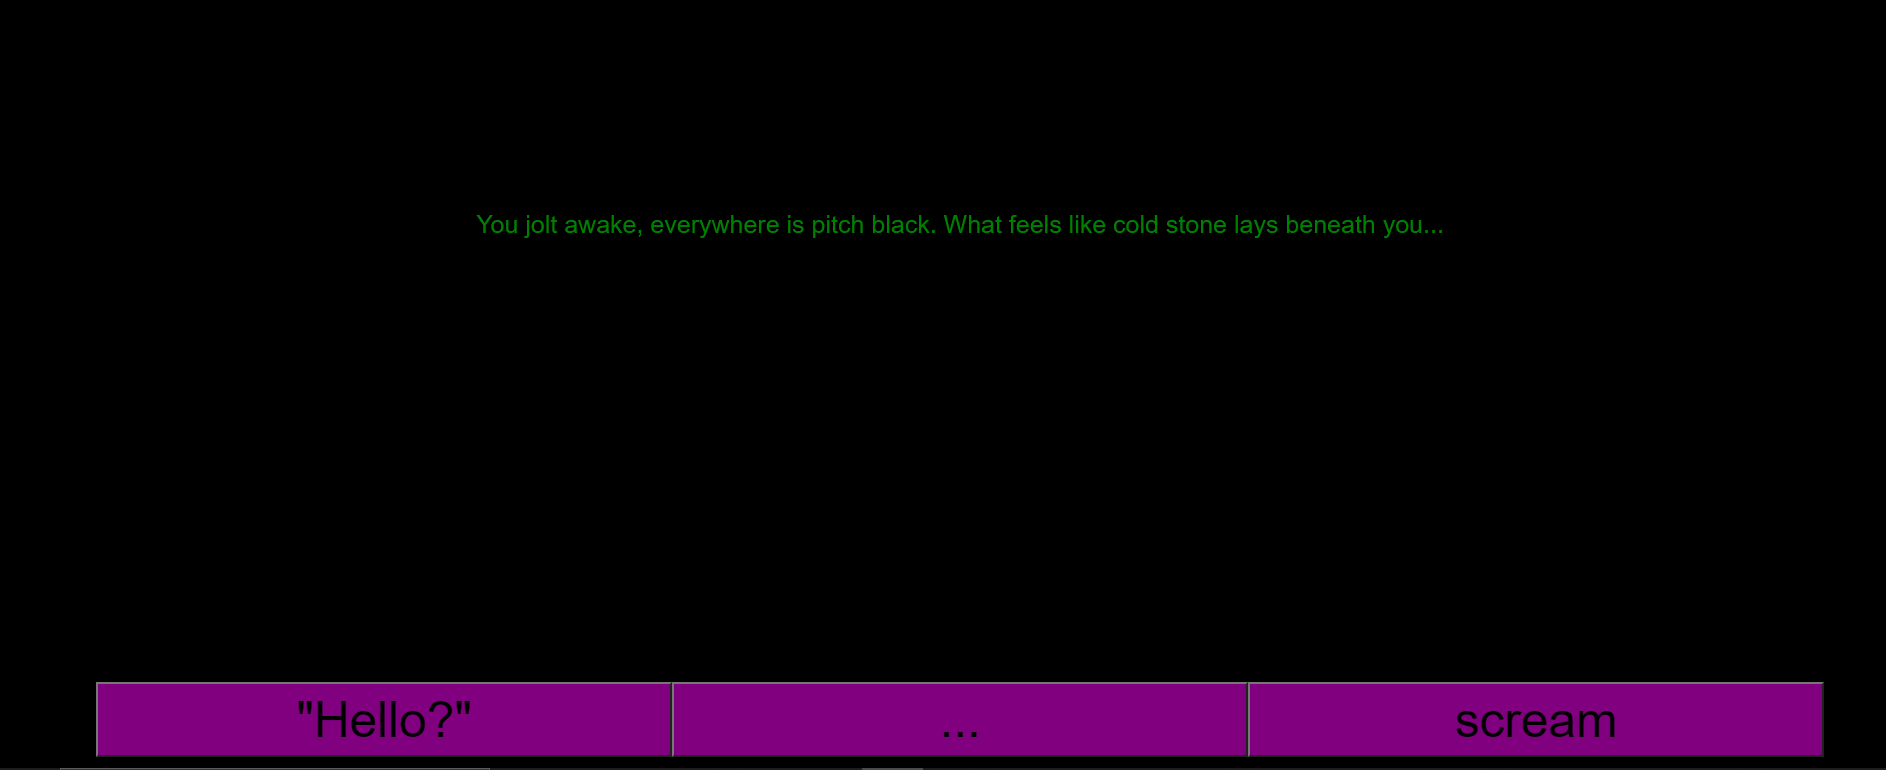 You jolt awake, everywhere is pitch black. What feels like cold stone lays beneath you...
"Hello?"
...
scream